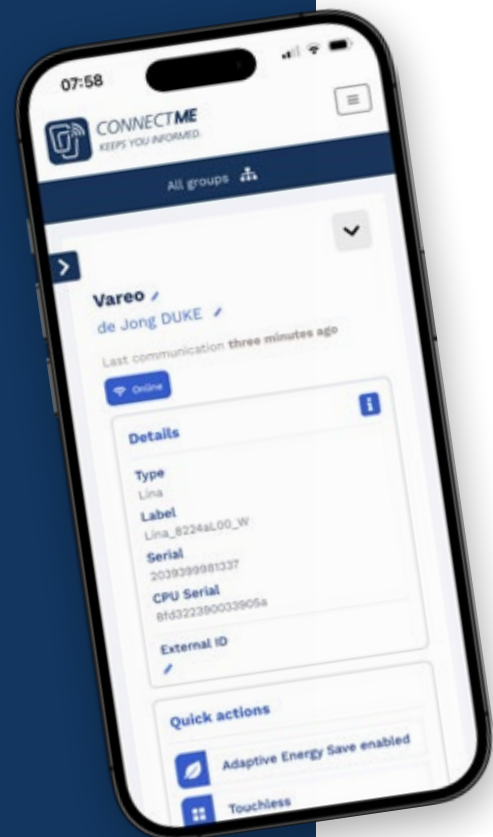 07:58
CONNECTME
KEEPS YOU INFORMED.
All groups
Vareo
de Jong DUKE
Last communication three minutes ago
Online
Details
Type
Lina
Label
Lina_8224aL00_W
Serial
2039399981337
CPU Serial
8fd322390033905a
External ID
Quick actions
Adaptive Energy Save enabled
Touchless